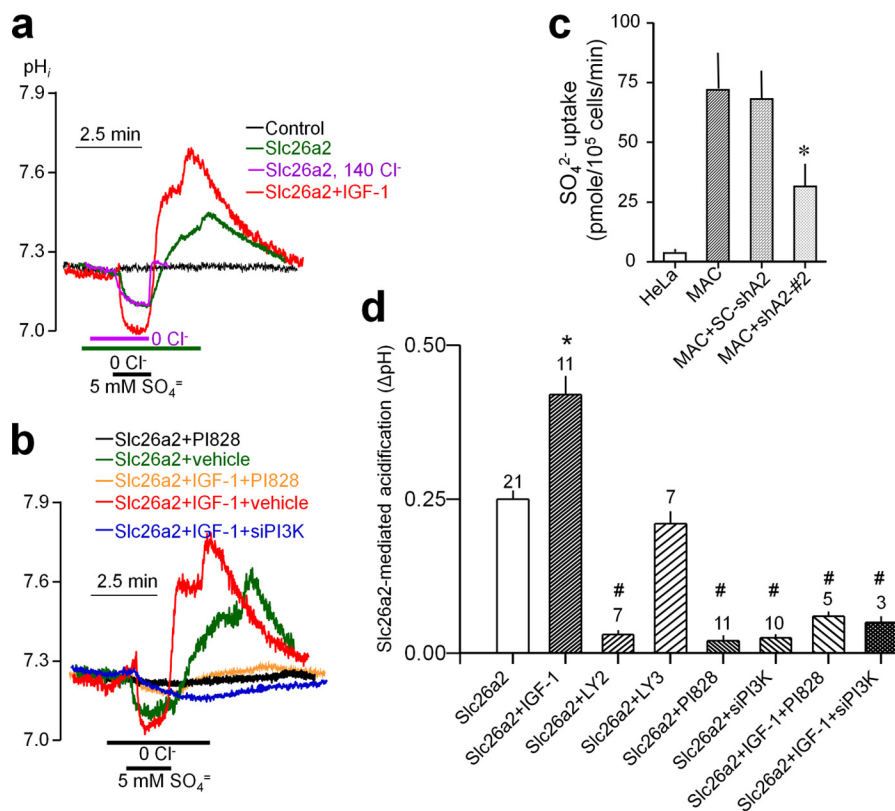 a
pHi
7.9
7.6
7.3
7.0
2.5 min
Control
Slc26a2
Slc26a2, 140 Cl-
Slc26a2+IGF-1
0 Cl-
0 Cl-
5 mM SO4=
b
Slc26a2+PI828
Slc26a2+vehicle
Slc26a2+IGF-1+PI828
Slc26a2+IGF-1+vehicle
Slc26a2+IGF-1+siPI3K
7.9
7.6
7.3
7.0
2.5 min
0 Cl-
5 mM SO4=
c
SO4 2- uptake
(pmole/10^5 cells/min)
100
75
50
25
0
*
HeLa
MAC
MAC+SC-shA2
MAC+shA2-#2
d
Slc26a2-mediated acidification (ΔpH)
0.50
0.25
0.00
21
*
11
#
7
7
#
11
#
10
#
5
#
3
Slc26a2
Slc26a2+IGF-1
Slc26a2+LY2
Slc26a2+LY3
Slc26a2+PI828
Slc26a2+siPI3K
Slc26a2+IGF-1+PI828
Slc26a2+IGF-1+siPI3K